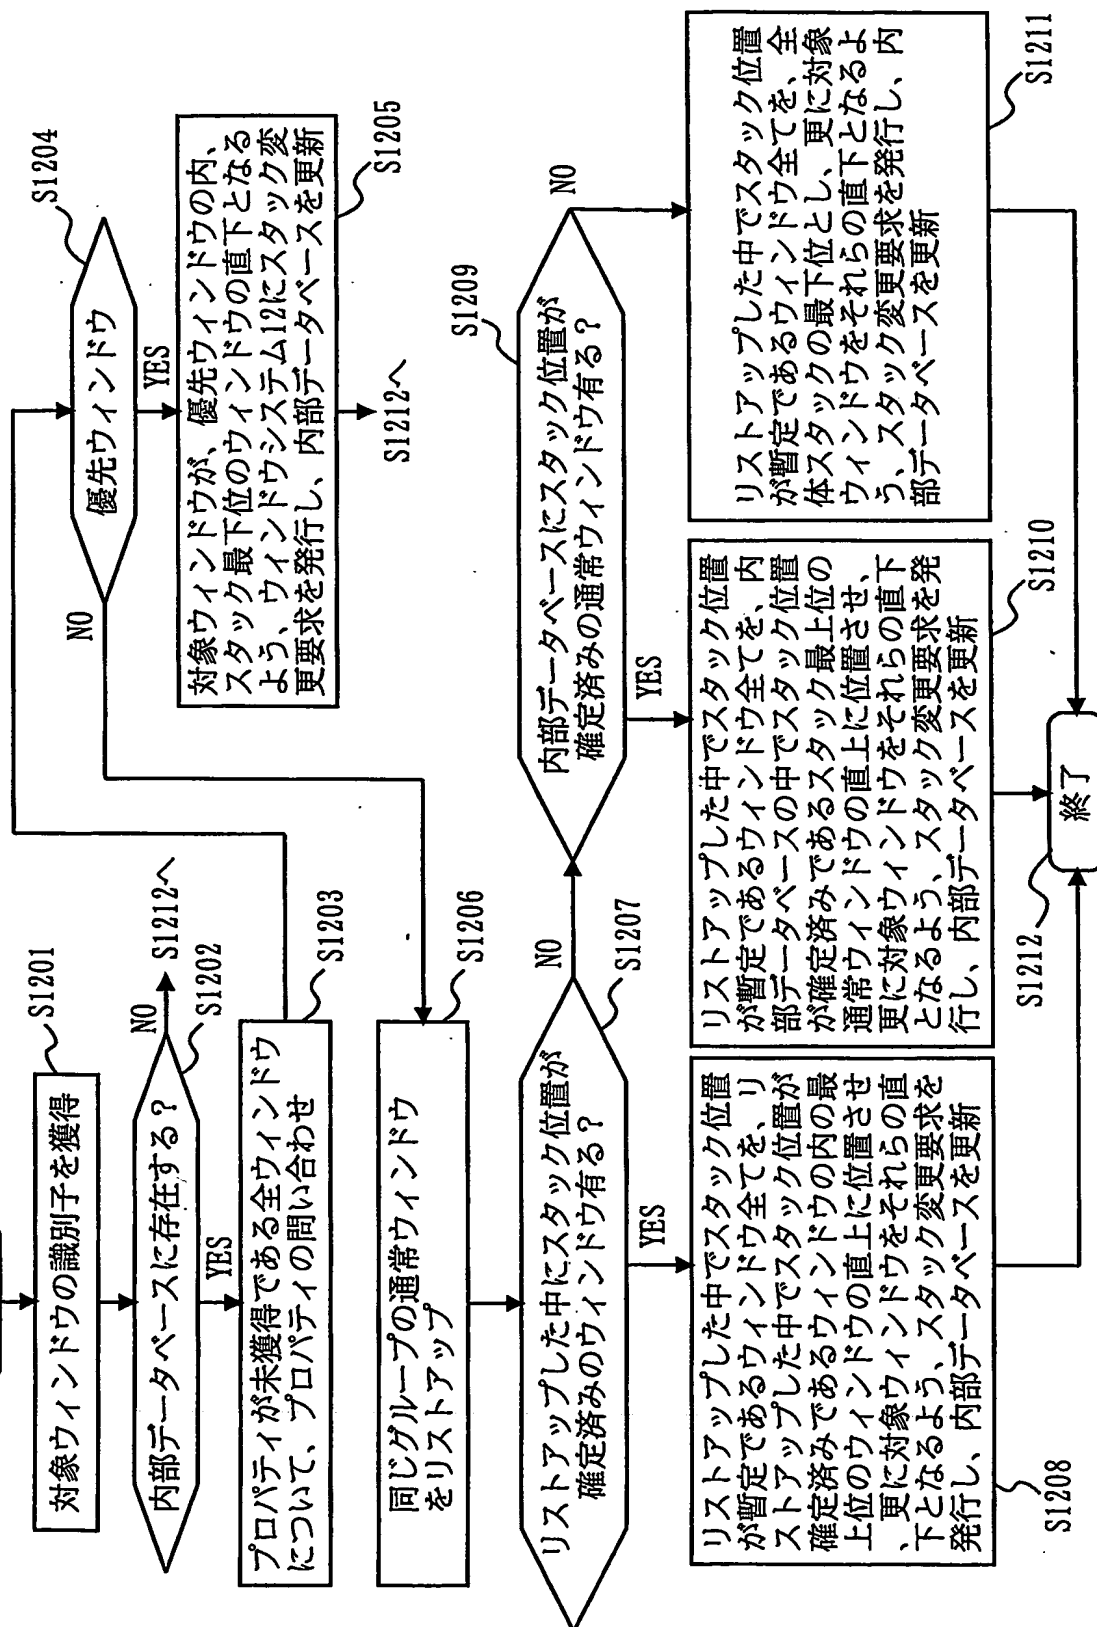 対象ウィンドウの識別子を獲得
S1201
内部データベースに存在する?
NO
S1212へ
S1202
YES
プロパティが未獲得である全ウィンドウ
について、プロパティの問い合わせ
S1203
優先ウィンドウ
S1204
NO
YES
対象ウィンドウが、優先ウィンドウの内、
スタック最下位のウィンドウの直下となる
よう、ウィンドウシステム12にスタック変
更要求を発行し、内部データベースを更新
S1205
S1212へ
同じグループの通常ウィンドウ
をリストアップ
S1206
リストアップした中にスタック位置が
確定済みのウィンドウ有る?
S1207
NO
YES
リストアップした中でスタック位置
が暫定であるウィンドウ全てを、リ
ストアップした中でスタック位置が
確定済みであるウィンドウの内の最
上位のウィンドウの直上に位置させ
、更に対象ウィンドウをそれらの直
下となるよう、スタック変更要求を
発行し、内部データベースを更新
S1208
内部データベースにスタック位置が
確定済みの通常ウィンドウ有る?
S1209
NO
YES
リストアップした中でスタック位置
が暫定であるウィンドウ全てを、内
部データベースの中でスタック位置
が確定済みであるスタック最上位の
通常ウィンドウの直上に位置させ、
更に対象ウィンドウをそれらの直下
となるよう、スタック変更要求を発
行し、内部データベースを更新
S1210
リストアップした中でスタック位置
が暫定であるウィンドウ全てを、全
体スタックの最下位とし、更に対象
ウィンドウをそれらの直下となるよ
う、スタック変更要求を発行し、内
部データベースを更新
S1211
終了
S1212